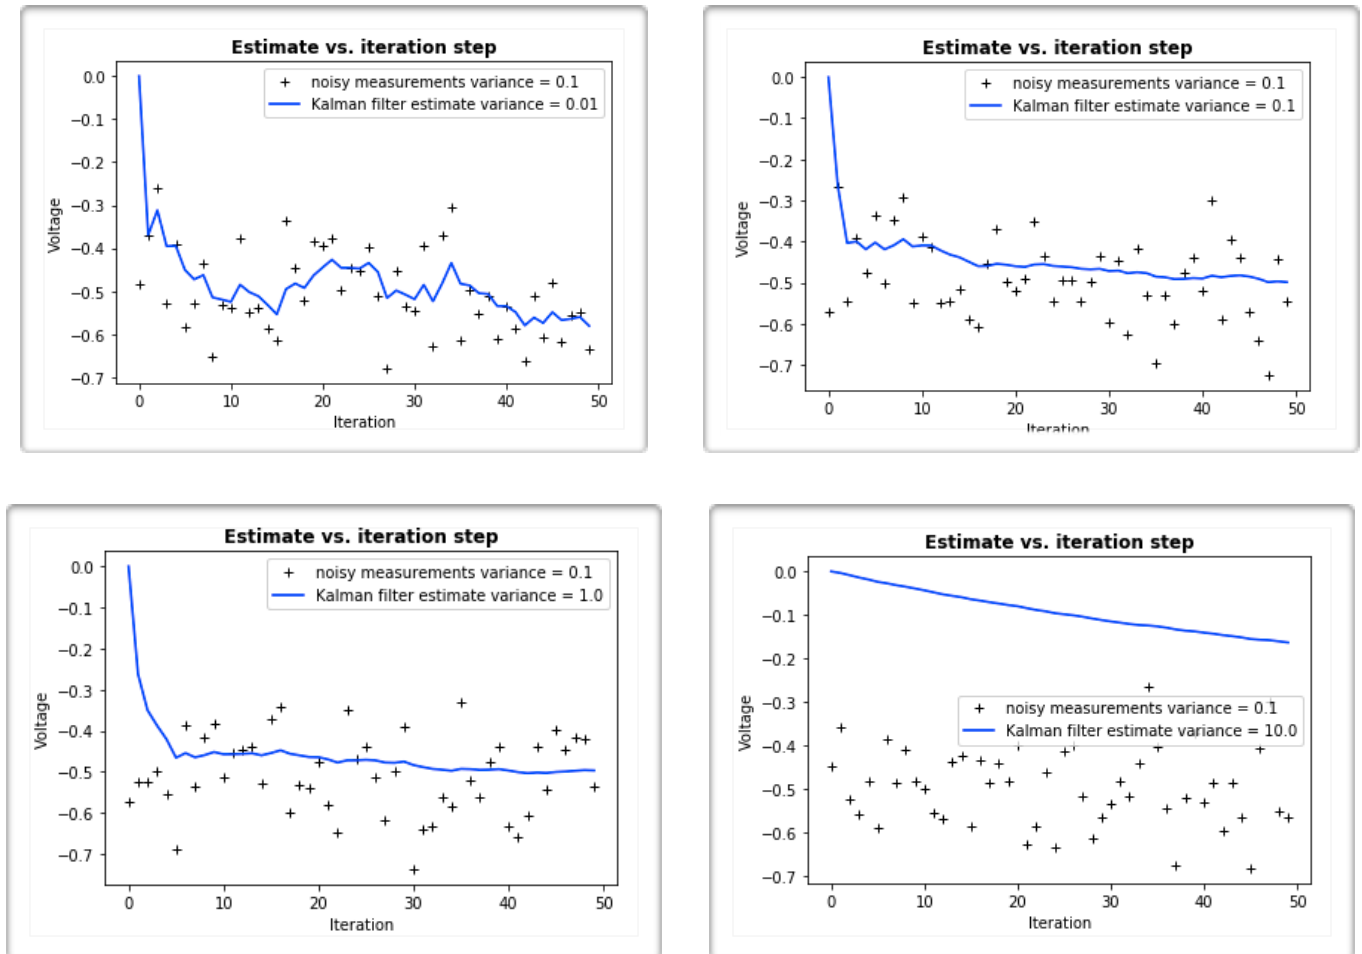 Estimate vs. iteration step
noisy measurements variance = 0.1
Kalman filter estimate variance = 0.01
Voltage
0.0
−0.1
−0.2
−0.3
−0.4
−0.5
−0.6
−0.7
0 10 20 30 40 50
Iteration
Estimate vs. iteration step
noisy measurements variance = 0.1
Kalman filter estimate variance = 0.1
Voltage
0.0
−0.1
−0.2
−0.3
−0.4
−0.5
−0.6
−0.7
0 10 20 30 40 50
Iteration
Estimate vs. iteration step
noisy measurements variance = 0.1
Kalman filter estimate variance = 1.0
Voltage
0.0
−0.1
−0.2
−0.3
−0.4
−0.5
−0.6
−0.7
0 10 20 30 40 50
Iteration
Estimate vs. iteration step
noisy measurements variance = 0.1
Kalman filter estimate variance = 10.0
Voltage
0.0
−0.1
−0.2
−0.3
−0.4
−0.5
−0.6
−0.7
0 10 20 30 40 50
Iteration